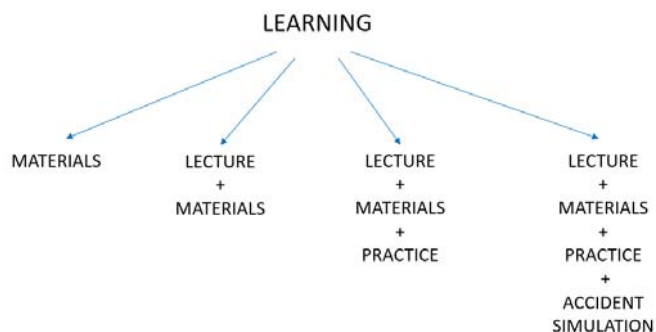 LEARNING
MATERIALS
LECTURE
+
MATERIALS
LECTURE
+
MATERIALS
+
PRACTICE
LECTURE
+
MATERIALS
+
PRACTICE
+
ACCIDENT
SIMULATION